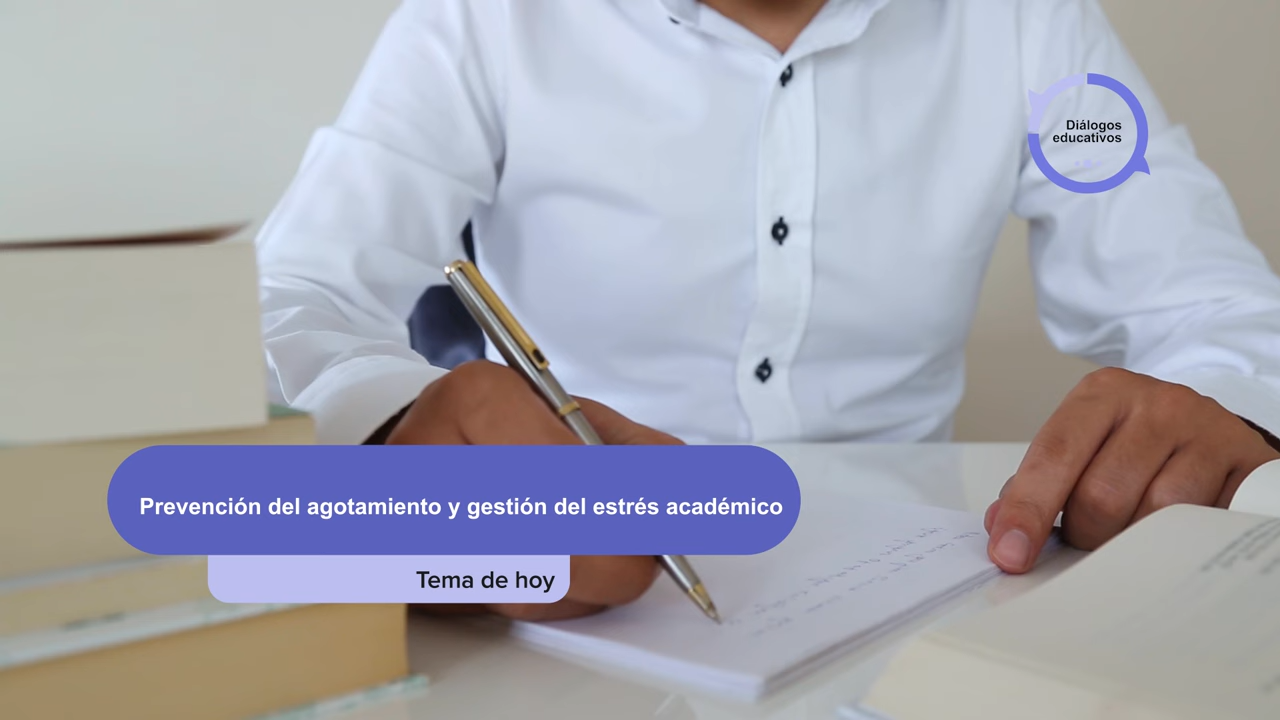 Diálogos
educativos
Prevención del agotamiento y gestión del estrés académico
Tema de hoy